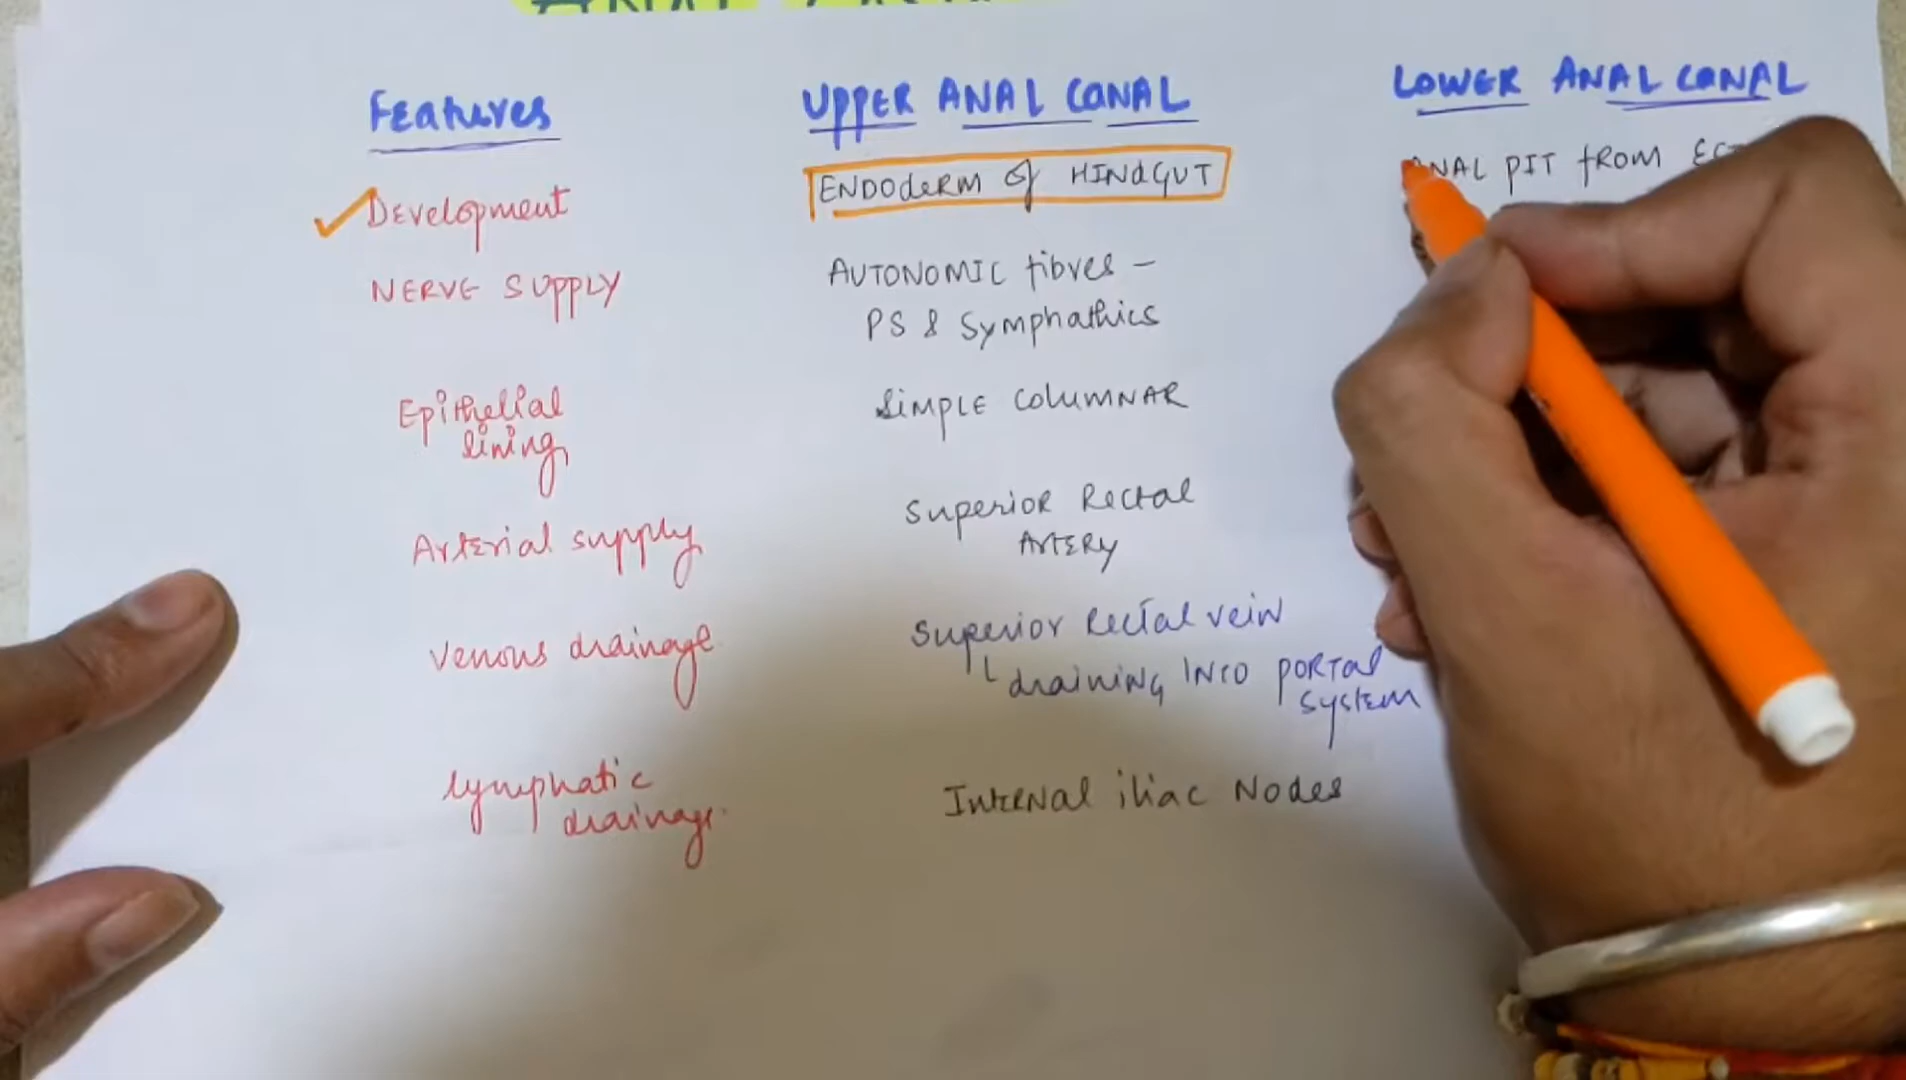 Features UPPER ANAL CANAL LOWER ANAL CANAL
Development ENDODERM of HINDGUT ANAL PIT from
NERVE SUPPLY AUTONOMIC fibres -
PS & Symphathics
Epithelial SIMPLE COLUMNAR
lining
Arterial supply Superior Rectal
ARTERY
Venous drainage Superior Rectal vein
draining INTO PORTAL
System
lymphatic Internal iliac Nodes
drainage